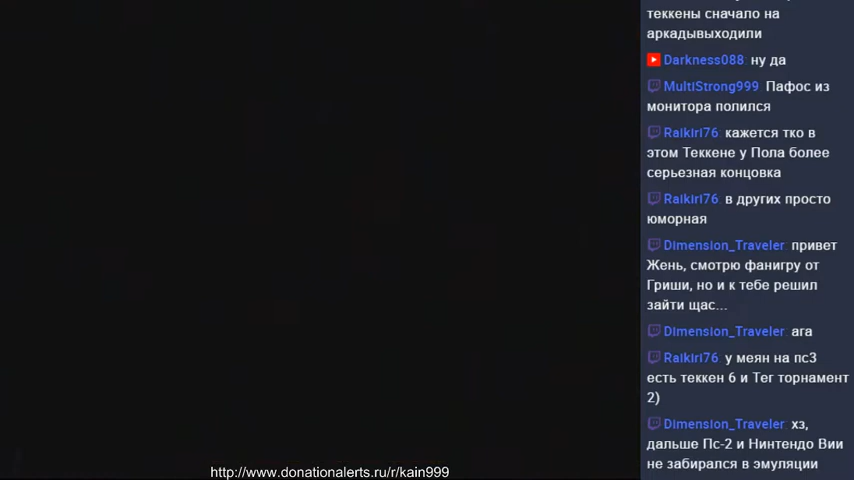 теккены сначало на
аркадывыходили
Darkness088: ну да
MultiStrong999: Пафос из
монитора полился
Raikiri76: кажется тко в
этом Теккене у Пола более
серьезная концовка
Raikiri76: в других просто
юморная
Dimension_Traveler: привет
Жень, смотрю фанигру от
Гриши, но и к тебе решил
зайти щас...
Dimension_Traveler: ага
Raikiri76: у меян на пс3
есть теккен 6 и Тег торнамент
2)
Dimension_Traveler: хз,
дальше Пс-2 и Нинтендо Вии
не забирался в эмуляции
http://www.donationalerts.ru/r/kain999